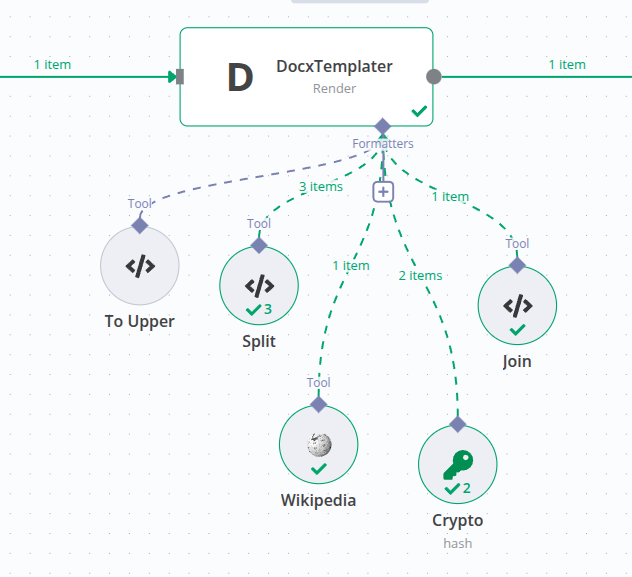 1 item
1 item
D
DocxTemplater
Render
Formatters
3 items
1 item
Tool
Tool
Tool
1 item
2 items
</>
</>
3
</>
To Upper
Split
Join
Tool
Wikipedia
2
Crypto
hash